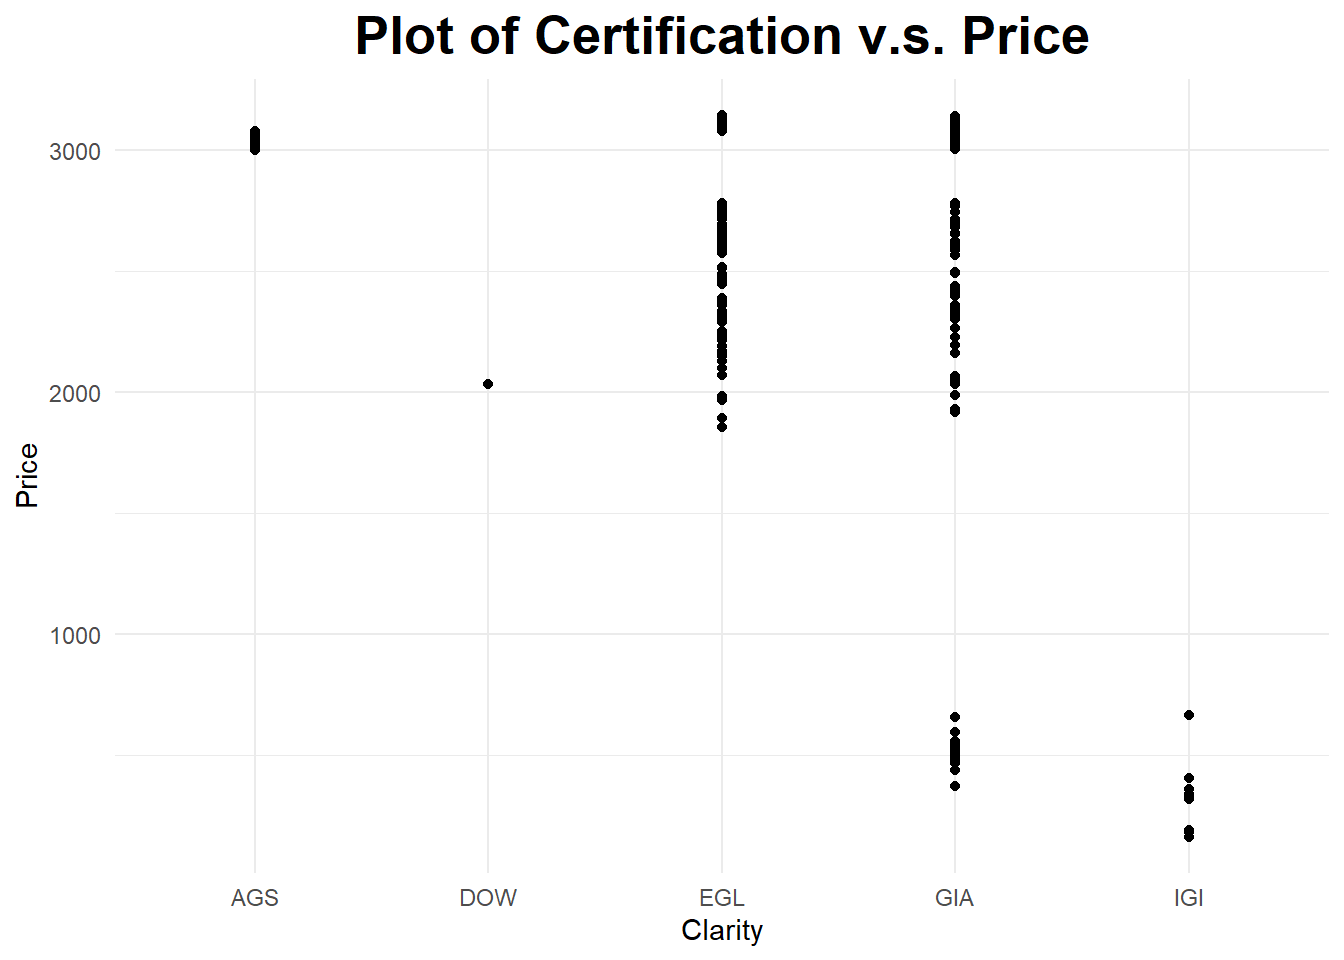 Plot of Certification v.s. Price
3000
2000
1000
Price
AGS DOW EGL GIA IGI
Clarity